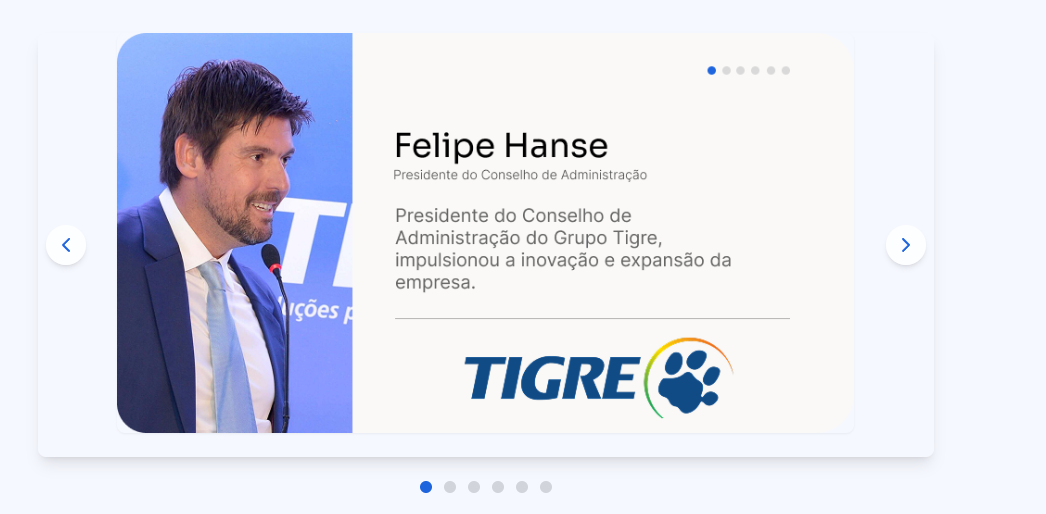 Felipe Hanse
Presidente do Conselho de Administração
Presidente do Conselho de
Administração do Grupo Tigre,
impulsionou a inovação e expansão da
empresa.
TIGRE